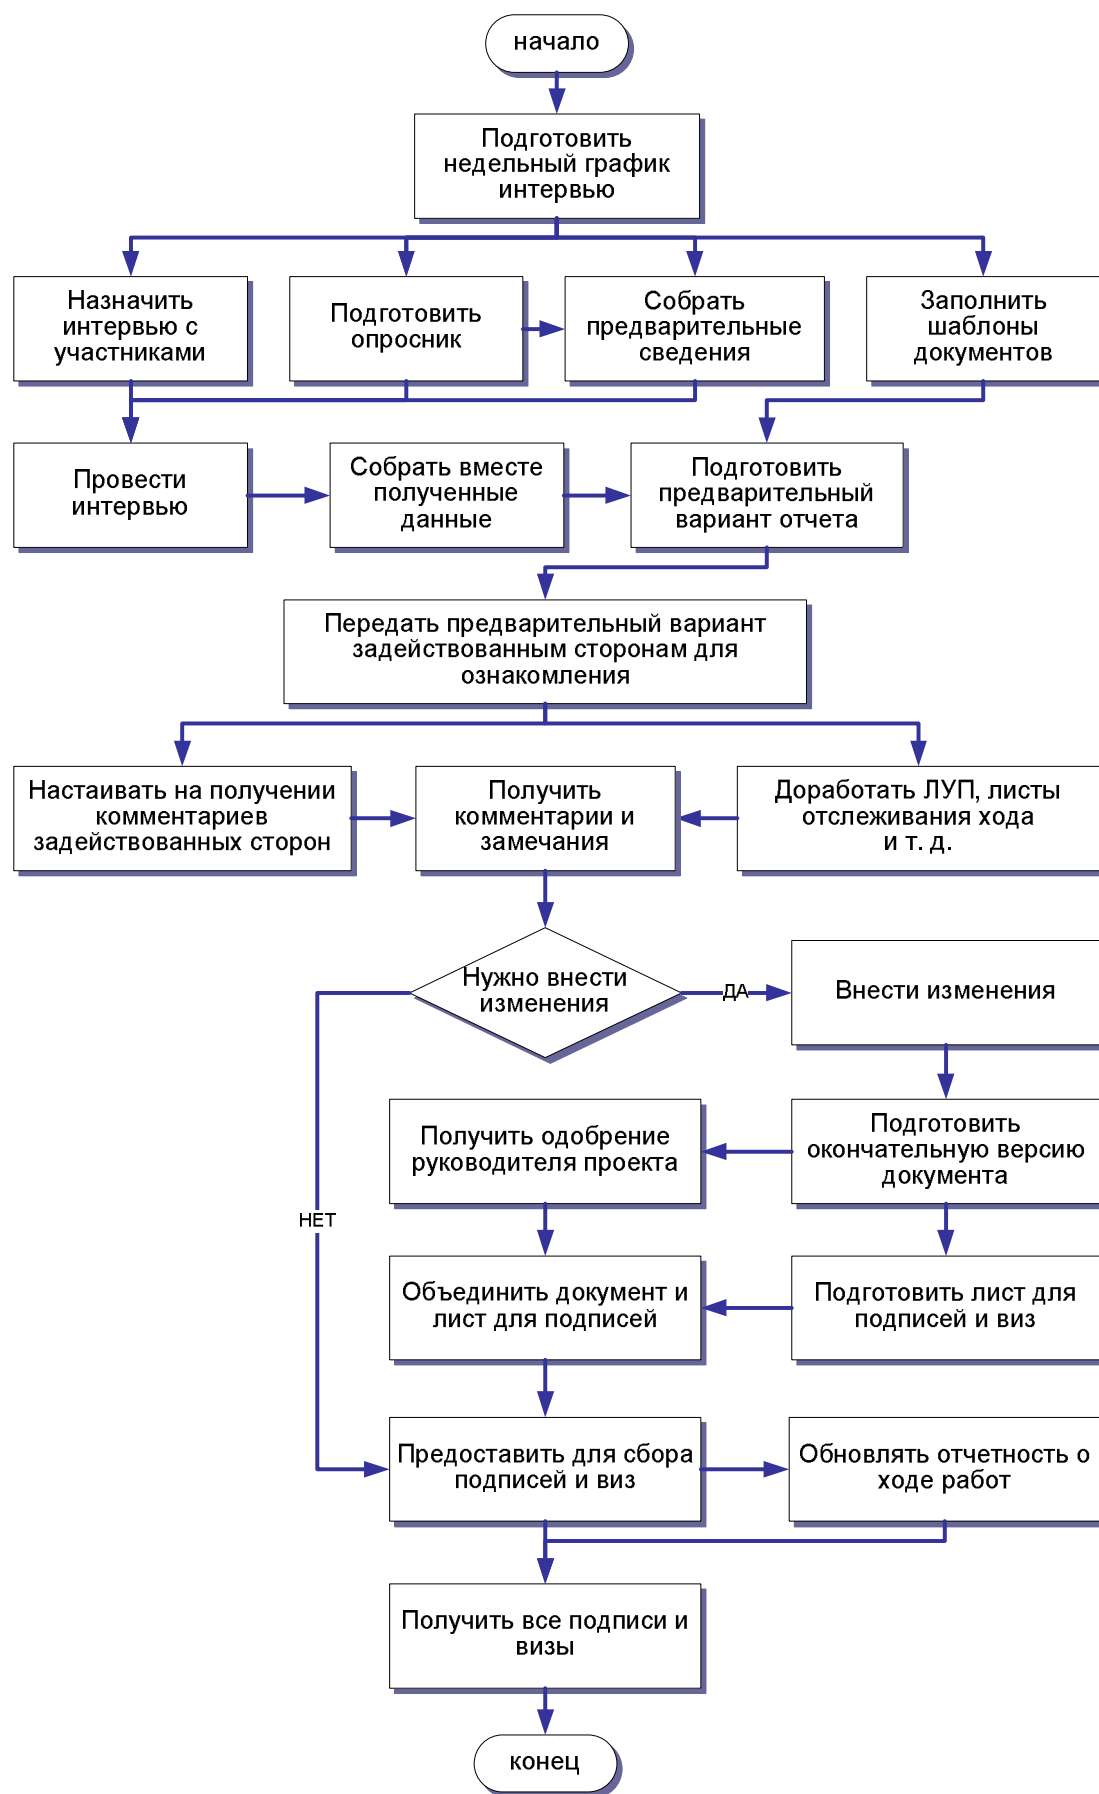 начало
Подготовить
недельный график
интервью
Назначить
интервью с
участниками
Подготовить
опросник
Собрать
предварительные
сведения
Заполнить
шаблоны
документов
Провести
интервью
Собрать вместе
полученные
данные
Подготовить
предварительный
вариант отчета
Передать предварительный вариант
задействованным сторонам для
ознакомления
Настаивать на получении
комментариев
задействованных сторон
Получить
комментарии и
замечания
Доработать ЛУП, листы
отслеживания хода
и т. д.
Нужно внести
изменения
ДА
Внести изменения
Получить одобрение
руководителя проекта
Подготовить
окончательную версию
документа
НЕТ
Объединить документ и
лист для подписей
Подготовить лист для
подписей и виз
Предоставить для сбора
подписей и виз
Обновлять отчетность о
ходе работ
Получить все подписи и
визы
конец